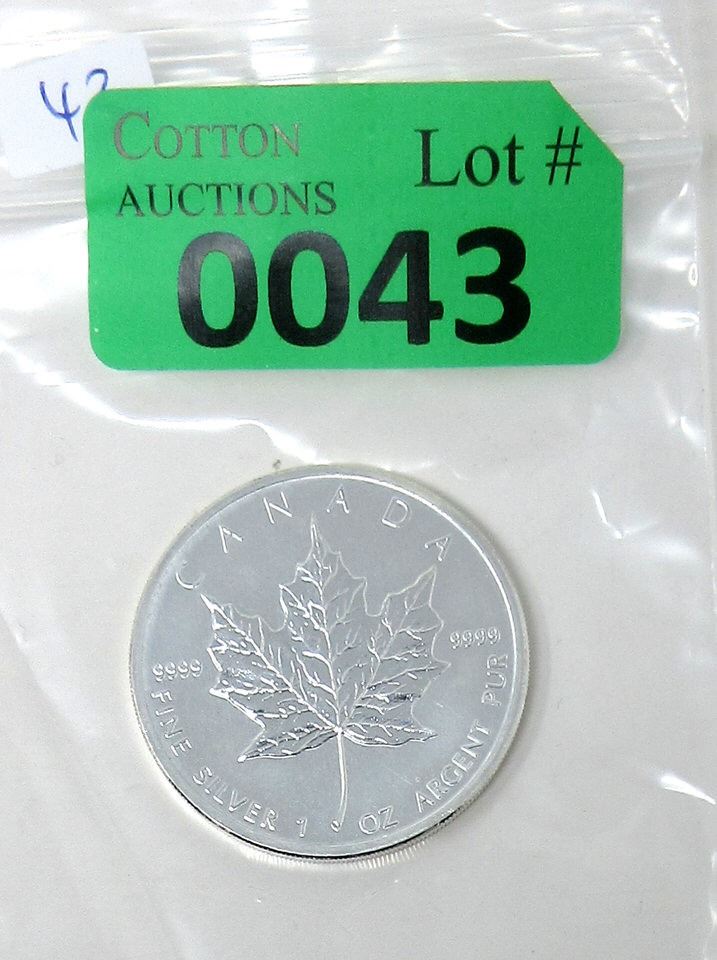 COTTON
AUCTIONS
Lot #
0043
CANADA
9999
9999
FINE SILVER 1 OZ ARGENT PUR